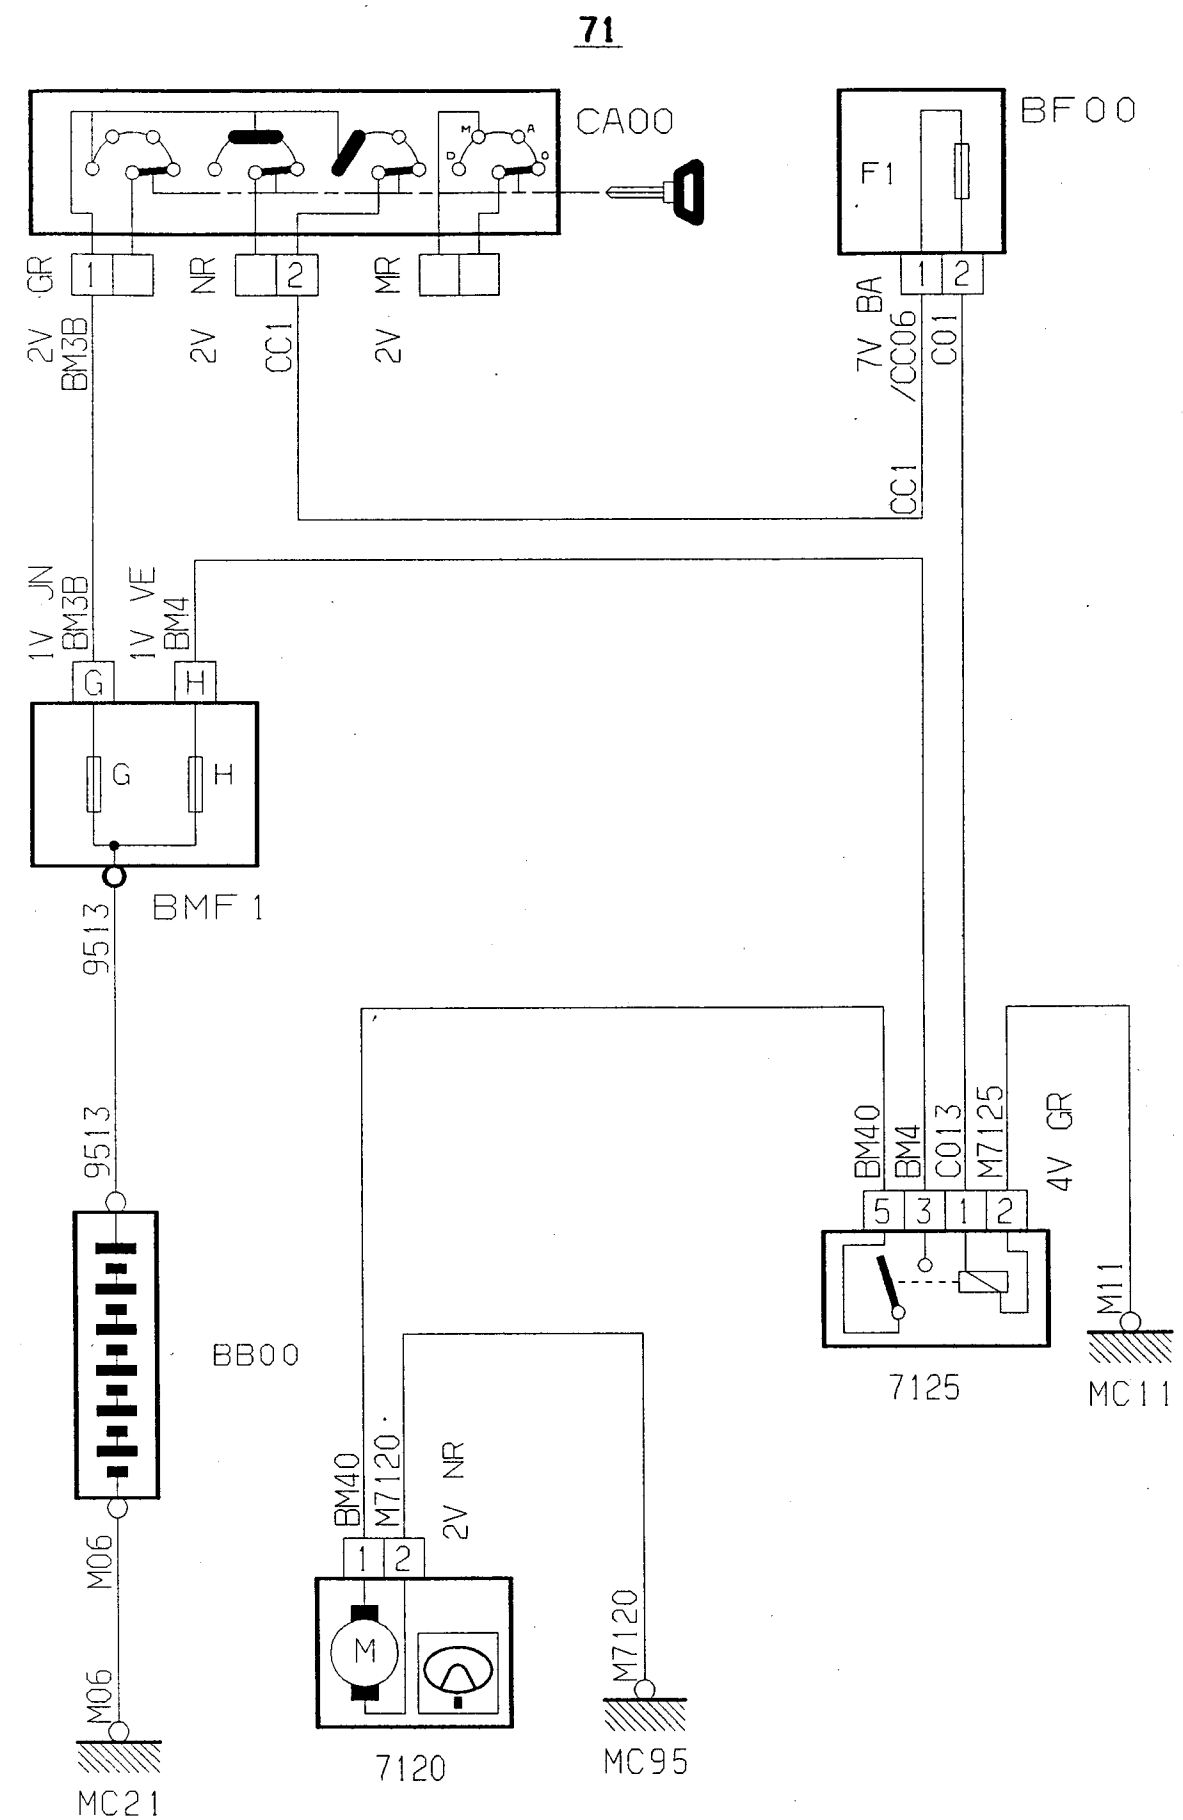 71
CA00
M
A
D
O
BF00
F1
1
2
1
2
2V GR
BM3B
2V NR
CC1
2V MR
7V BA
/CC06
C01
CC1
1V JN
BM3B
1V VE
BM4
G
H
G
H
BMF1
9513
9513
BM40
BM4
C013
M7125
4V GR
5
3
1
2
7125
M11
MC11
BB00
BM40
M7120
2V NR
1
2
M
7120
M7120
MC95
M06
M06
MC21